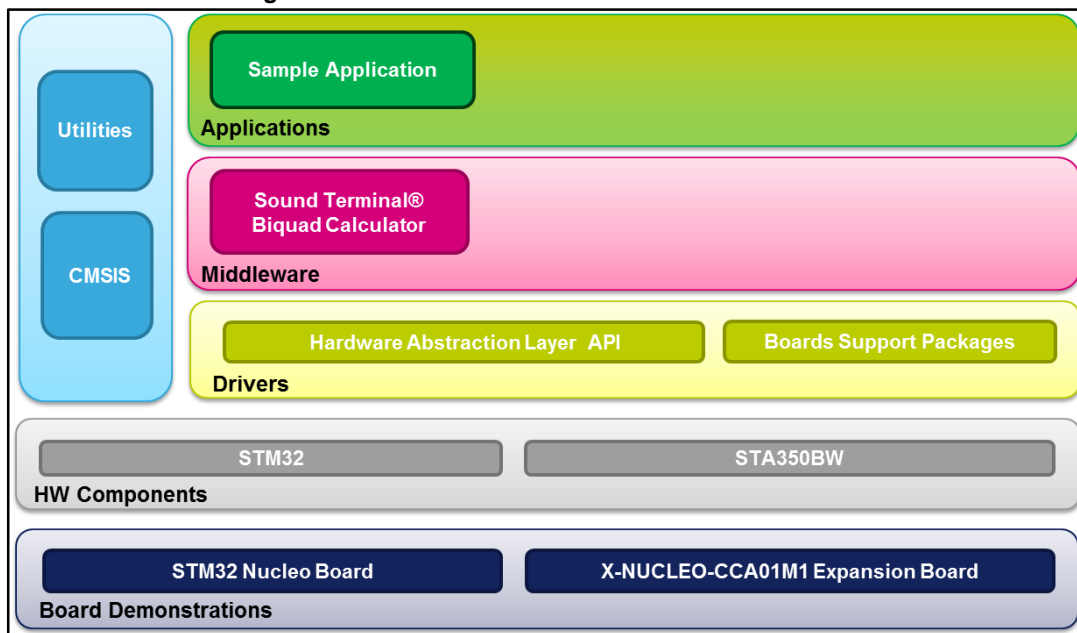 Utilities
CMSIS
Sample Application
Applications
Sound Terminal®
Biquad Calculator
Middleware
Hardware Abstraction Layer API
Boards Support Packages
Drivers
STM32
STA350BW
HW Components
STM32 Nucleo Board
X-NUCLEO-CCA01M1 Expansion Board
Board Demonstrations